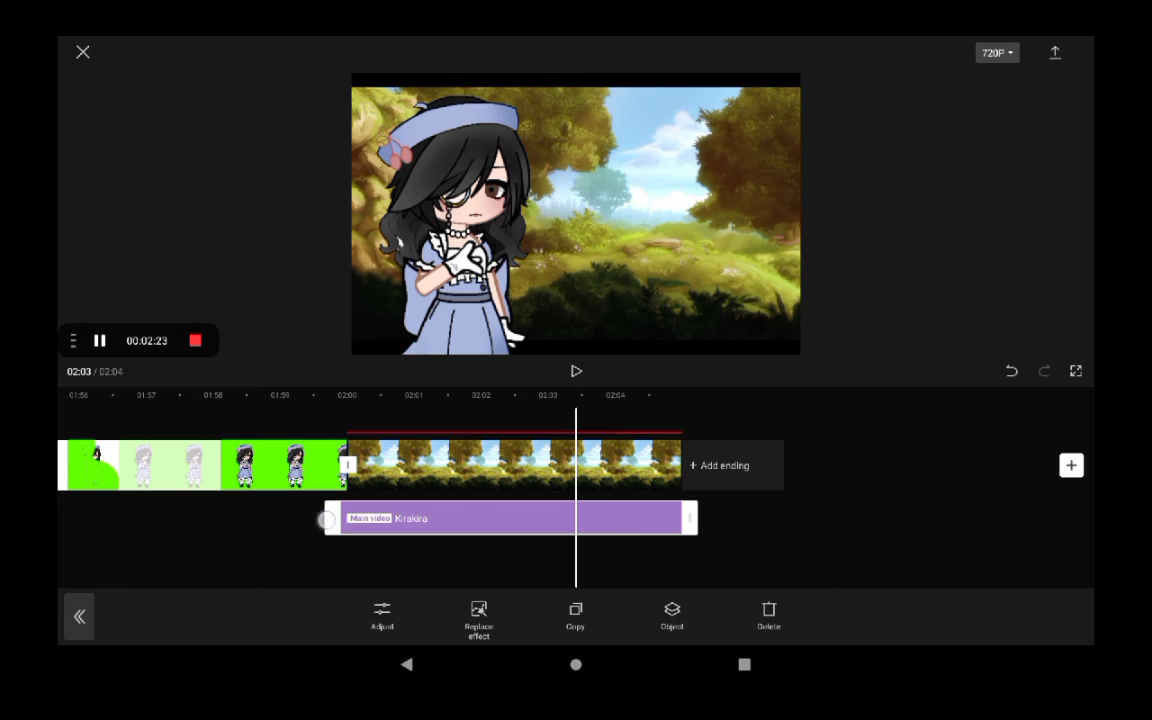 720P
00:02:23
02:03 / 02:04
01:56 01:57 01:58 01:59 02:00 02:01 02:02 02:03 02:04
+ Add ending
Main video Kirakira
Adjust
Replace
effect
Copy
Object
Delete